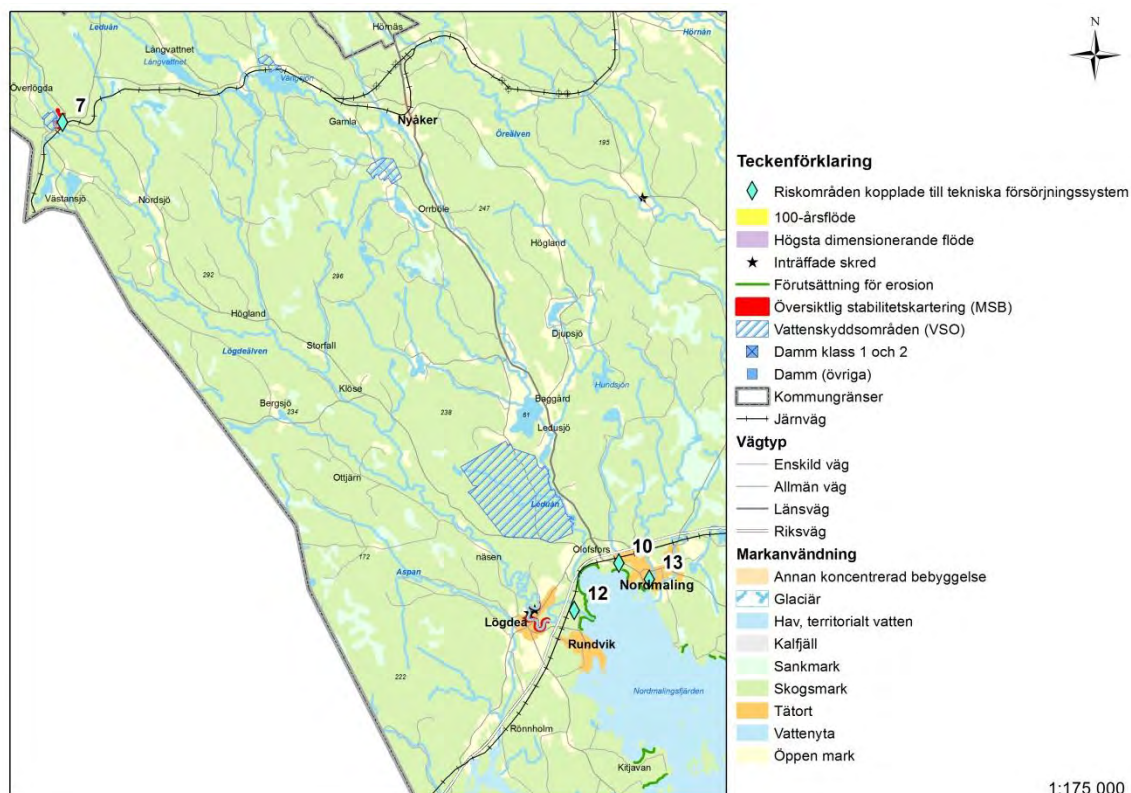 Leduån
Hörnås
Hörnån
N
Långvattnet
Långvattnet
Överlögda
7
Gamla
Nyåker
Öreälven
195
Västansjö
Nordsjö
Orrböle
247
Högland
292
296
Högland
Storfall
Lögdeälven
Djupsjö
Klöse
Hundsjön
Bergsjö
234
238
Baggård
61
Ledusjö
Ottjärn
Leduån
172
näsen
Olofsfors
10
13
Aspan
12
Nordmaling
Lögdeå
Rundvik
222
Nordmalingsfjärden
Rönnholm
Kitjavan
Teckenförklaring
Riskområden kopplade till tekniska försörjningssystem
100-årsflöde
Högsta dimensionerande flöde
Inträffade skred
Förutsättning för erosion
Översiktlig stabilitetskartering (MSB)
Vattenskyddsområden (VSO)
Damm klass 1 och 2
Damm (övriga)
Kommungränser
Järnväg
Vägtyp
Enskild väg
Allmän väg
Länsväg
Riksväg
Markanvändning
Annan koncentrerad bebyggelse
Glaciär
Hav, territorialt vatten
Kalfjäll
Sankmark
Skogsmark
Tätort
Vattenyta
Öppen mark
1:175 000